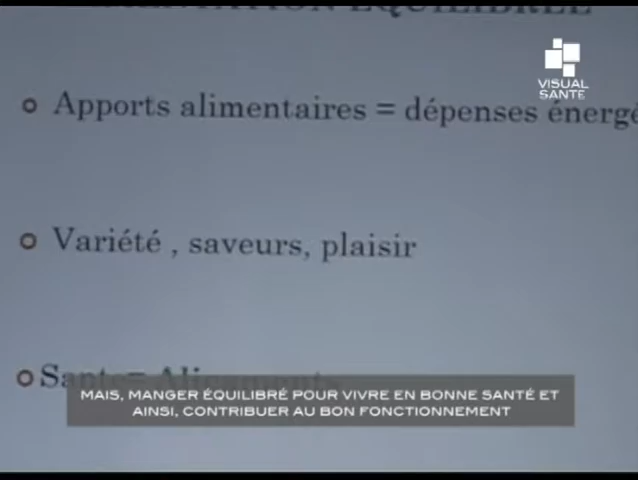 ÉQUILIBRÉE
VISUAL
SANTE
Apports alimentaires = dépenses
Variété , saveurs, plaisir
MAIS, MANGER ÉQUILIBRÉ POUR VIVRE EN BONNE SANTÉ ET
AINSI, CONTRIBUER AU BON FONCTIONNEMENT